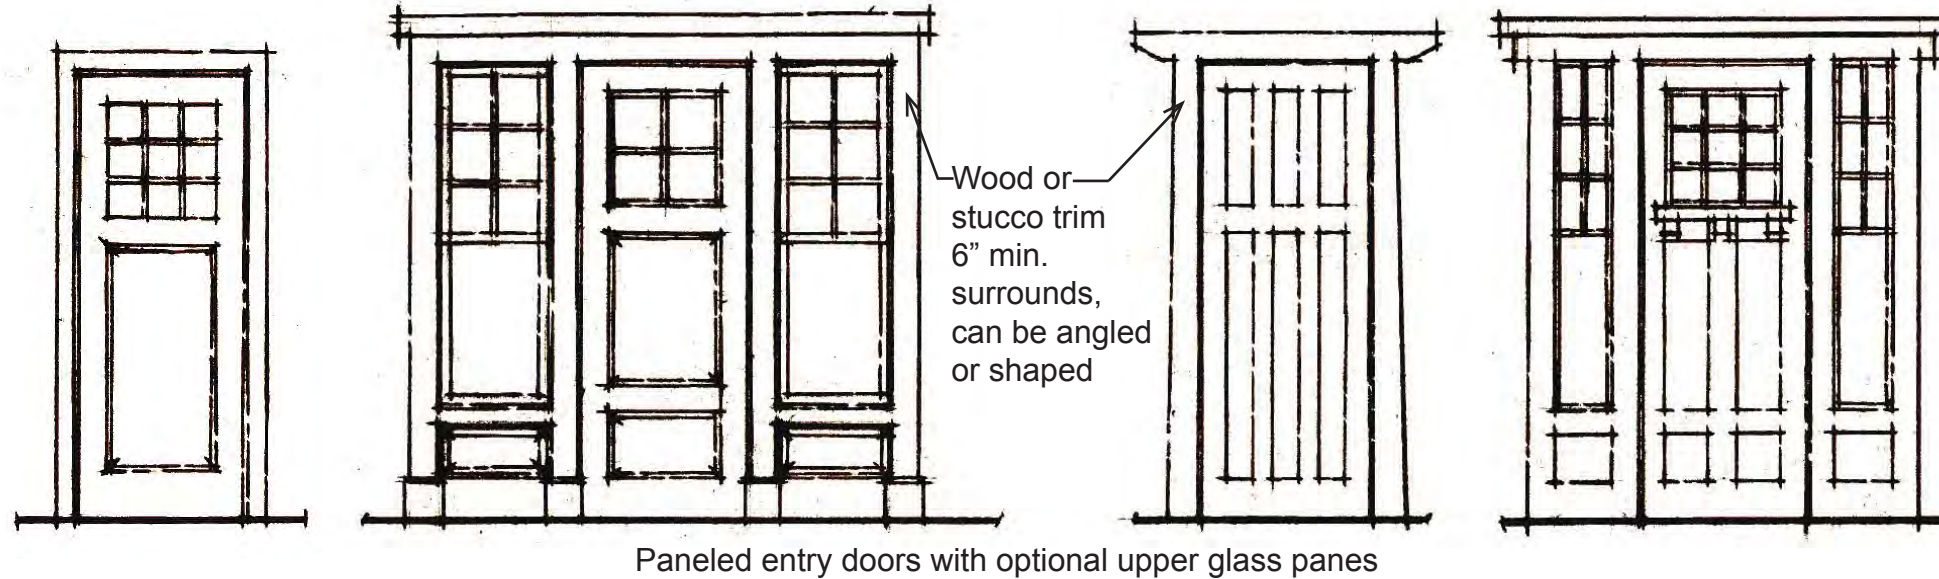 Wood or
stucco trim
6” min.
surrounds,
can be angled
or shaped
Paneled entry doors with optional upper glass panes